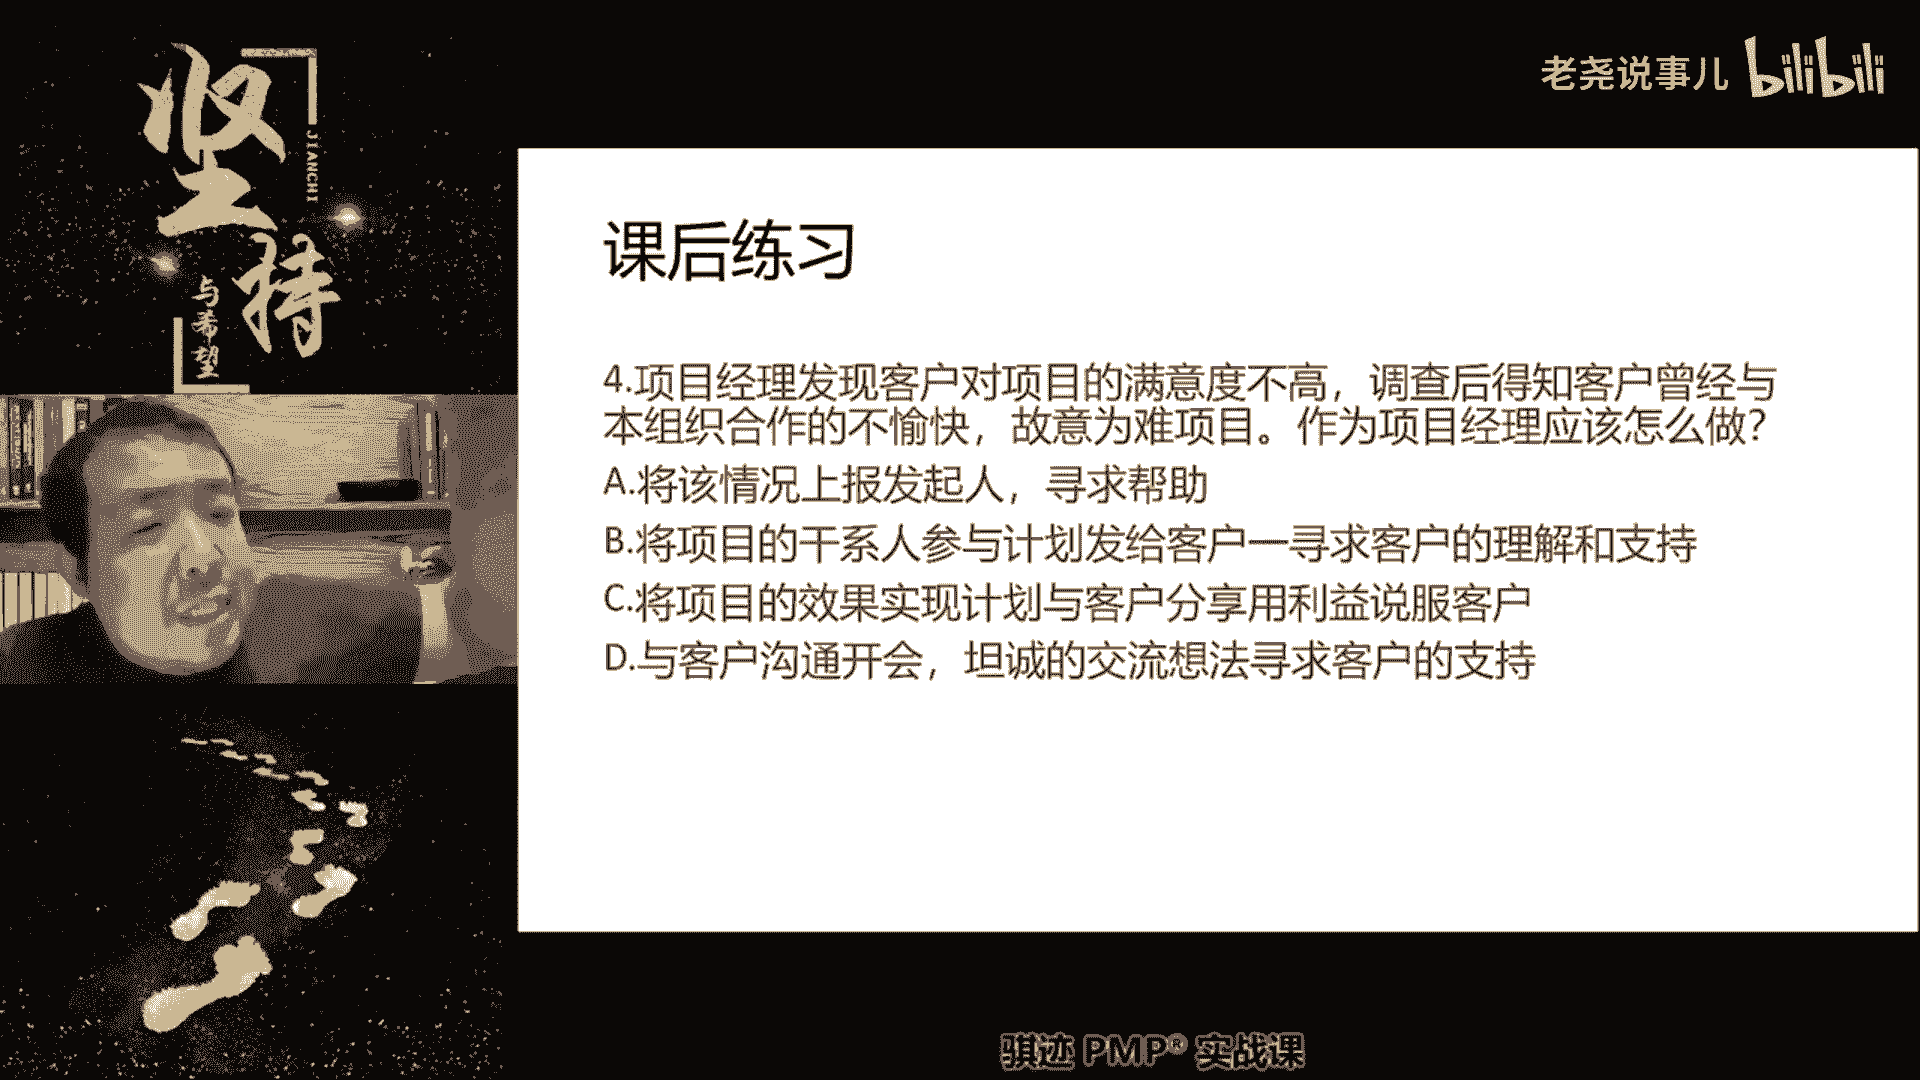 坚持
JIANCHI
与希望
老尧说事儿 bilibili
课后练习
4.项目经理发现客户对项目的满意度不高，调查后得知客户曾经与
本组织合作的不愉快，故意为难项目。作为项目经理应该怎么做？
A.将该情况上报发起人，寻求帮助
B.将项目的干系人参与计划发给客户一寻求客户的理解和支持
C.将项目的效果实现计划与客户分享用利益说服客户
D.与客户沟通开会，坦诚的交流想法寻求客户的支持
骐迹 PMP® 实战课